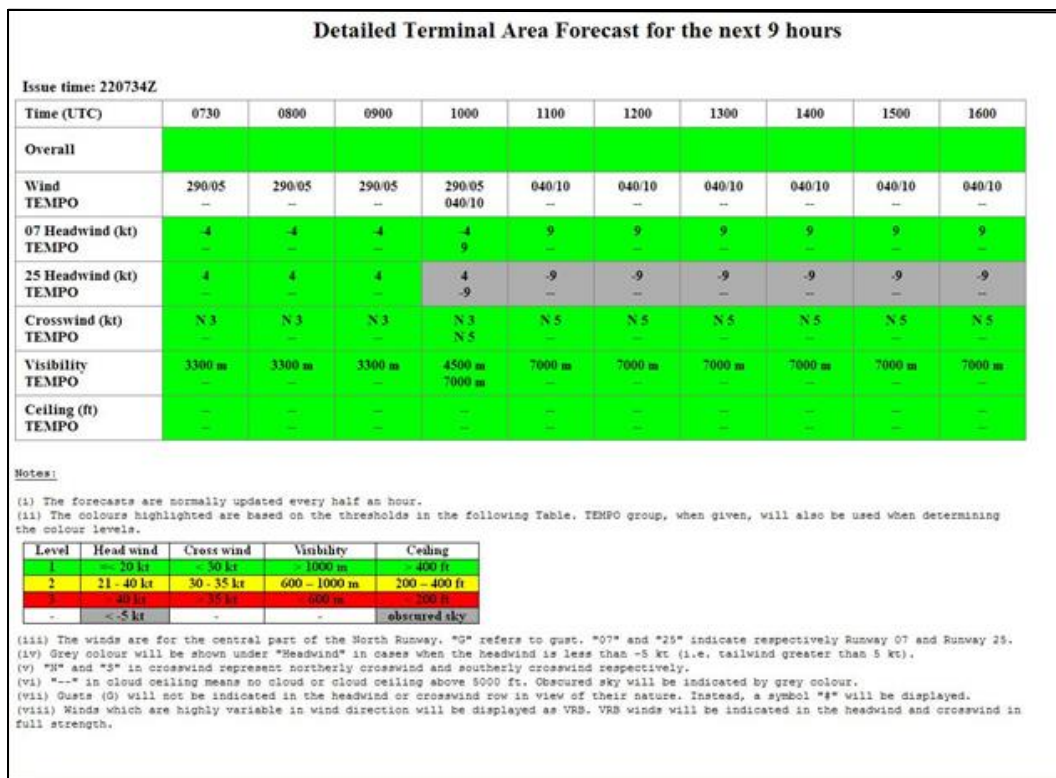 Detailed Terminal Area Forecast for the next 9 hours
Issue time: 220734Z
Time (UTC) 0730 0800 0900 1000 1100 1200 1300 1400 1500 1600
Overall
Wind 290/05 290/05 290/05 290/05 040/10 040/10 040/10 040/10 040/10 040/10
TEMPO -- -- -- 040/10 -- -- -- -- -- --
07 Headwind (kt) -4 -4 -4 -4 9 9 9 9 9 9
TEMPO -- -- -- 9 -- -- -- -- -- --
25 Headwind (kt) 4 4 4 4 -9 -9 -9 -9 -9 -9
TEMPO -- -- -- -9 -- -- -- -- -- --
Crosswind (kt) N 3 N 3 N 3 N 3 N 5 N 5 N 5 N 5 N 5 N 5
TEMPO -- -- -- N 5 -- -- -- -- -- --
Visibility 3300 m 3300 m 3300 m 4500 m 7000 m 7000 m 7000 m 7000 m 7000 m 7000 m
TEMPO -- -- -- 7000 m -- -- -- -- -- --
Ceiling (ft) -- -- -- -- -- -- -- -- -- --
TEMPO -- -- -- -- -- -- -- -- -- --
Notes:
(i) The forecasts are normally updated every half an hour.
(ii) The colours highlighted are based on the thresholds in the following Table. TEMPO group, when given, will also be used when determining
the colour levels.
Level Head wind Cross wind Visibility Ceiling
1 =< 20 kt < 30 kt > 1000 m > 400 ft
2 21 - 40 kt 30 - 35 kt 600 – 1000 m 200 – 400 ft
3 > 40 kt > 35 kt < 600 m < 200 ft
- < -5 kt - - obscured sky
(iii) The winds are for the central part of the North Runway. "G" refers to gust. "07" and "25" indicate respectively Runway 07 and Runway 25.
(iv) Grey colour will be shown under "Headwind" in cases when the headwind is less than -5 kt (i.e. tailwind greater than 5 kt).
(v) "N" and "S" in crosswind represent northerly crosswind and southerly crosswind respectively.
(vi) "--" in cloud ceiling means no cloud or cloud ceiling above 5000 ft. Obscured sky will be indicated by grey colour.
(vii) Gusts (G) will not be indicated in the headwind or crosswind row in view of their nature. Instead, a symbol "#" will be displayed.
(viii) Winds which are highly variable in wind direction will be displayed as VRB. VRB winds will be indicated in the headwind and crosswind in
full strength.